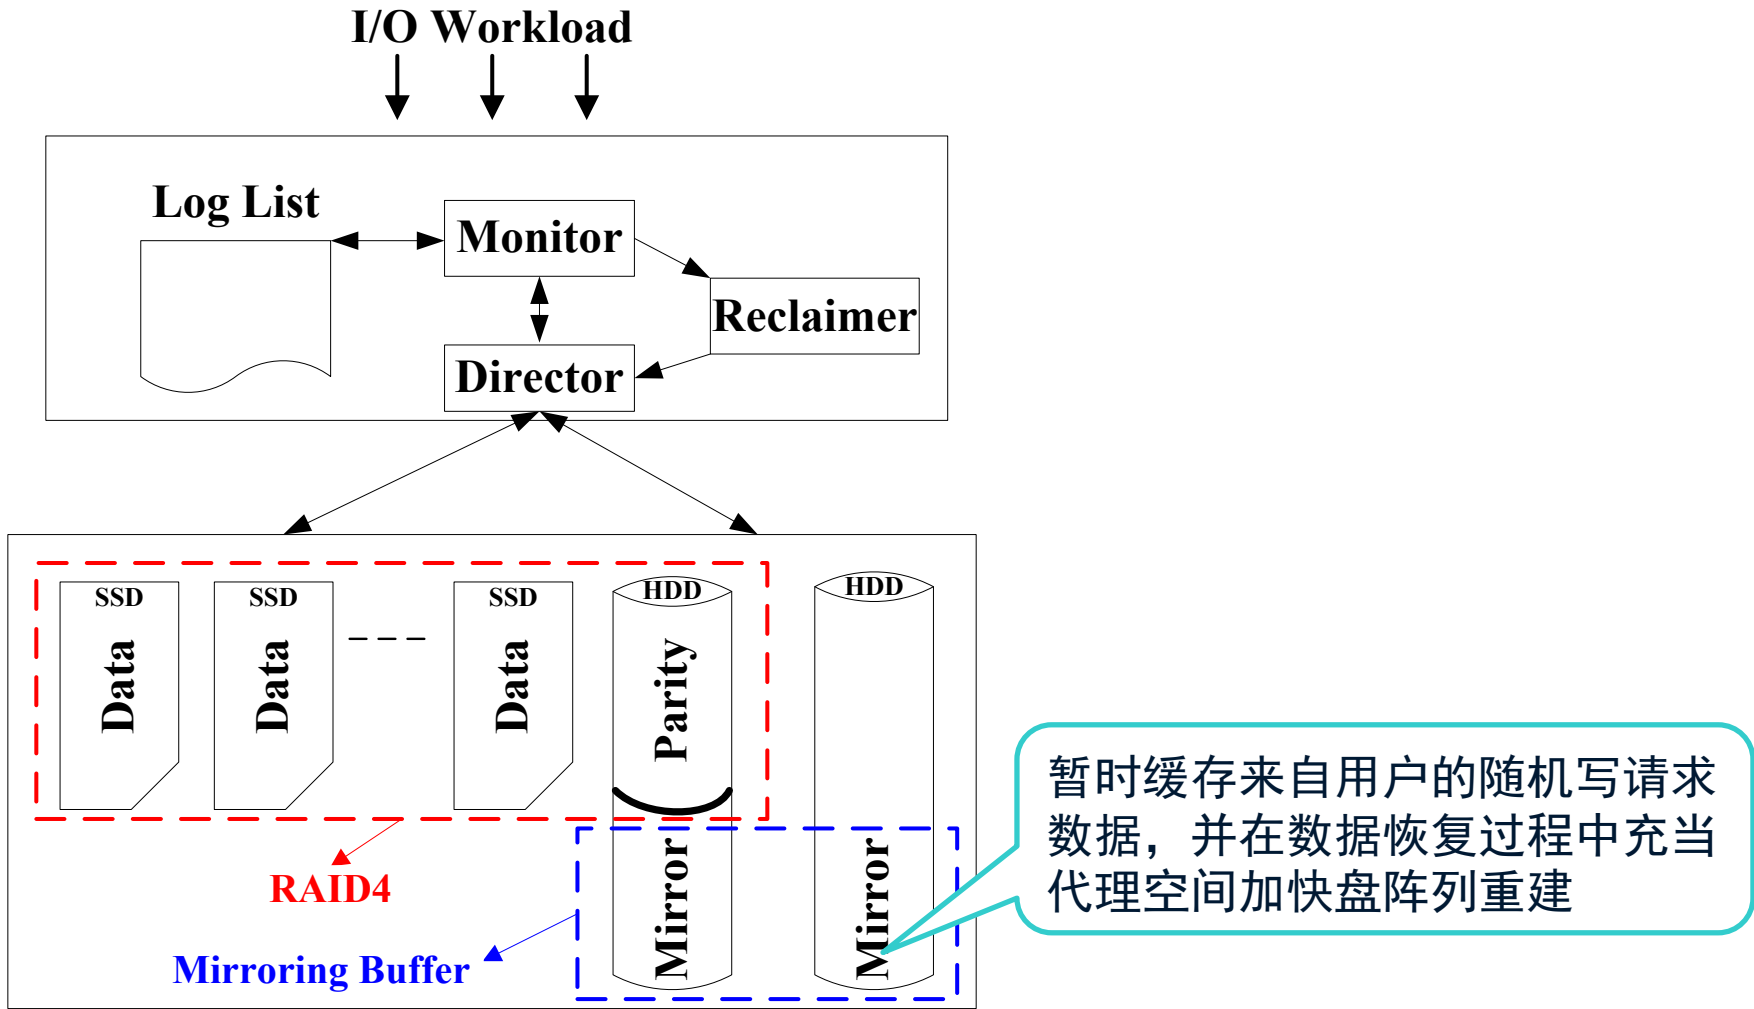 I/O Workload
Log List
Monitor
Reclaimer
Director
SSD
Data
SSD
Data
SSD
Data
HDD
Parity
HDD
Mirror
Mirror
RAID4
Mirroring Buffer
暂时缓存来自用户的随机写请求
数据，并在数据恢复过程中充当
代理空间加快盘阵列重建